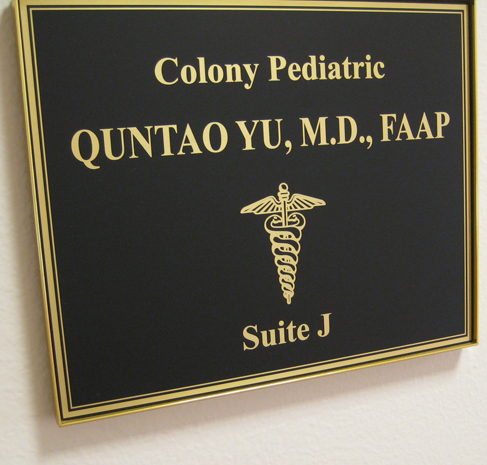 Colony Pediatric
QUNTAO YU, M.D., FAAP
Suite J